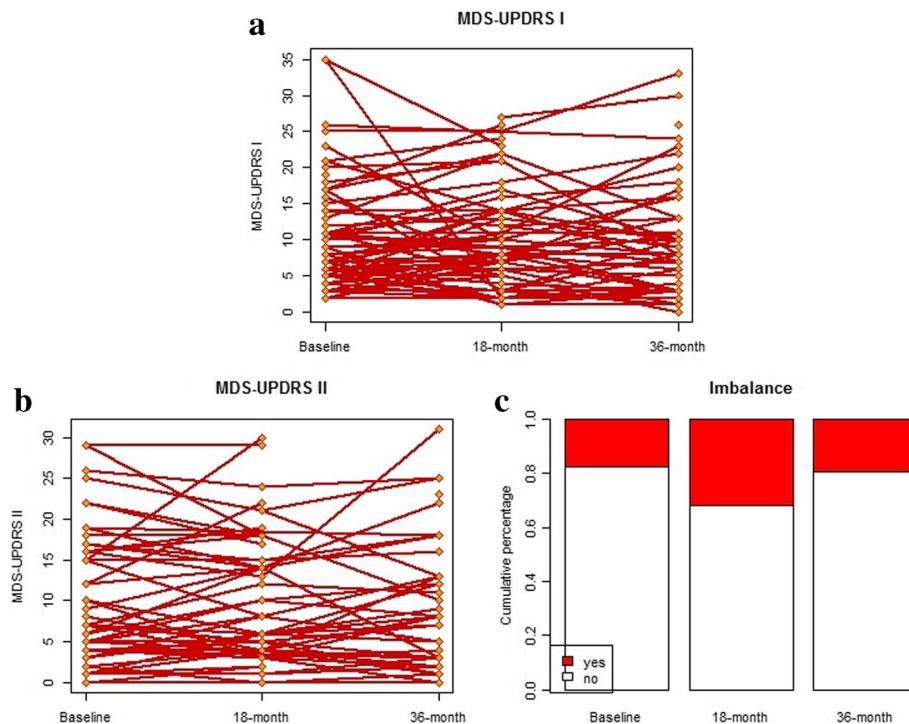 a
MDS-UPDRS I
MDS-UPDRS I
35
30
25
20
15
10
5
0
Baseline 18-month 36-month
b
MDS-UPDRS II
MDS-UPDRS II
30
25
20
15
10
5
0
Baseline 18-month 36-month
c
Imbalance
Cumulative percentage
1.0
0.8
0.6
0.4
0.2
0.0
yes
no
Baseline 18-month 36-month